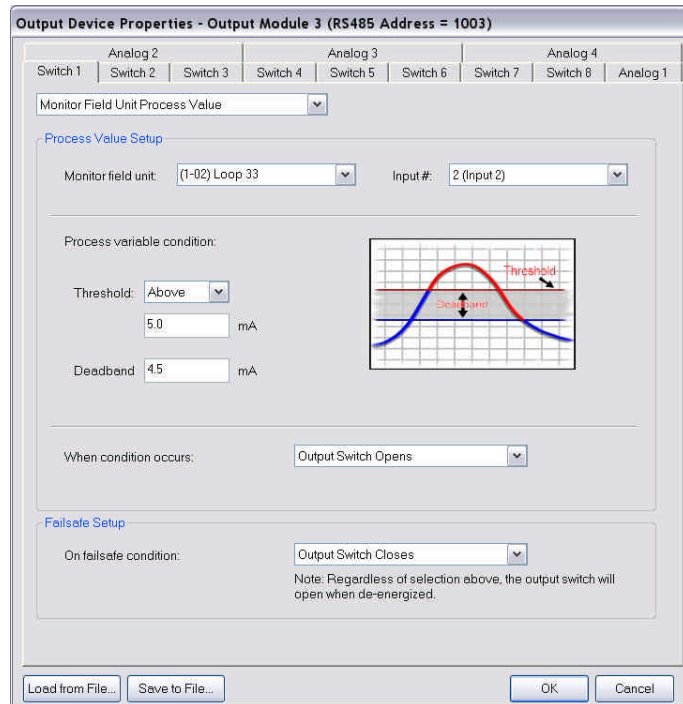 Output Device Properties - Output Module 3 (RS485 Address = 1003)
Analog 2 Analog 3 Analog 4
Switch 1 Switch 2 Switch 3 Switch 4 Switch 5 Switch 6 Switch 7 Switch 8 Analog 1
Monitor Field Unit Process Value
Process Value Setup
Monitor field unit: (1-02) Loop 33 Input #: 2 (Input 2)
Process variable condition:
Threshold
Deadband
Threshold: Above
5.0 mA
Deadband 4.5 mA
When condition occurs: Output Switch Opens
Failsafe Setup
On failsafe condition: Output Switch Closes
Note: Regardless of selection above, the output switch will
open when de-energized.
Load from File... Save to File... OK Cancel